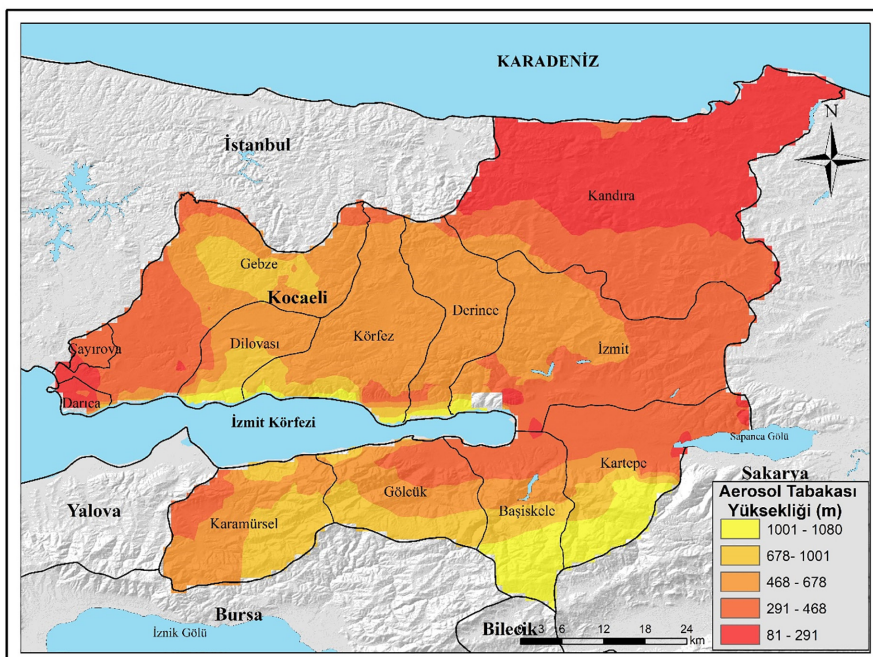 KARADENİZ
İstanbul
N
Kandıra
Gebze
Kocaeli
Derince
Körfez
Dilovası
İzmit
Çayırova
Darıca
İzmit Körfezi
Sapanca Gölü
Kartepe
Sakarya
Gölcük
Yalova
Başiskele
Karamürsel
Bursa
İznik Gölü
Bilecik
Aerosol Tabakası
Yüksekliği (m)
1001 - 1080
678- 1001
468 - 678
291 - 468
81 - 291
0 3 6 12 18 24
km